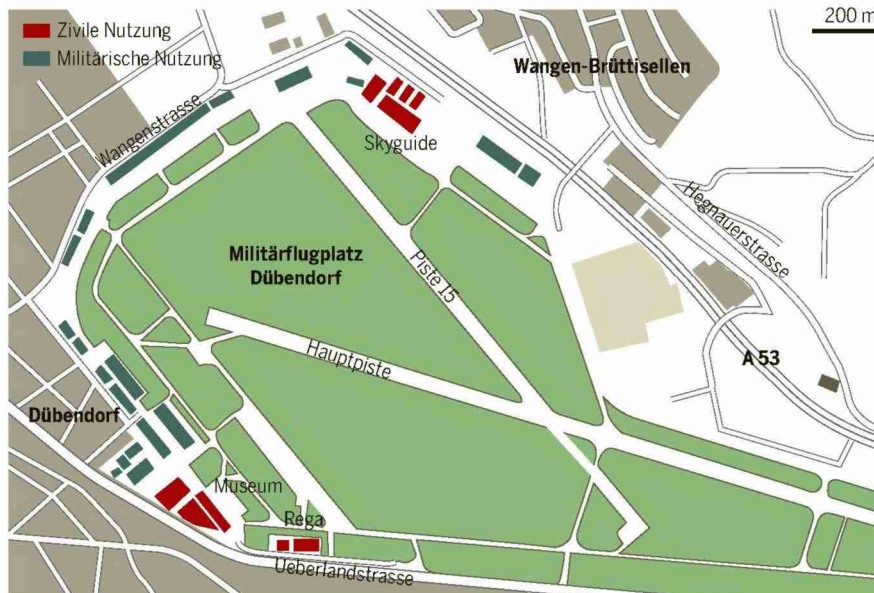 Zivile Nutzung
Militärische Nutzung
200 m
Wangen-Brüttisellen
Wangenstrasse
Skyguide
Hegnauerstrasse
Militärflugplatz
Dübendorf
Piste 15
Hauptpiste
A 53
Dübendorf
Museum
Rega
Ueberlandstrasse